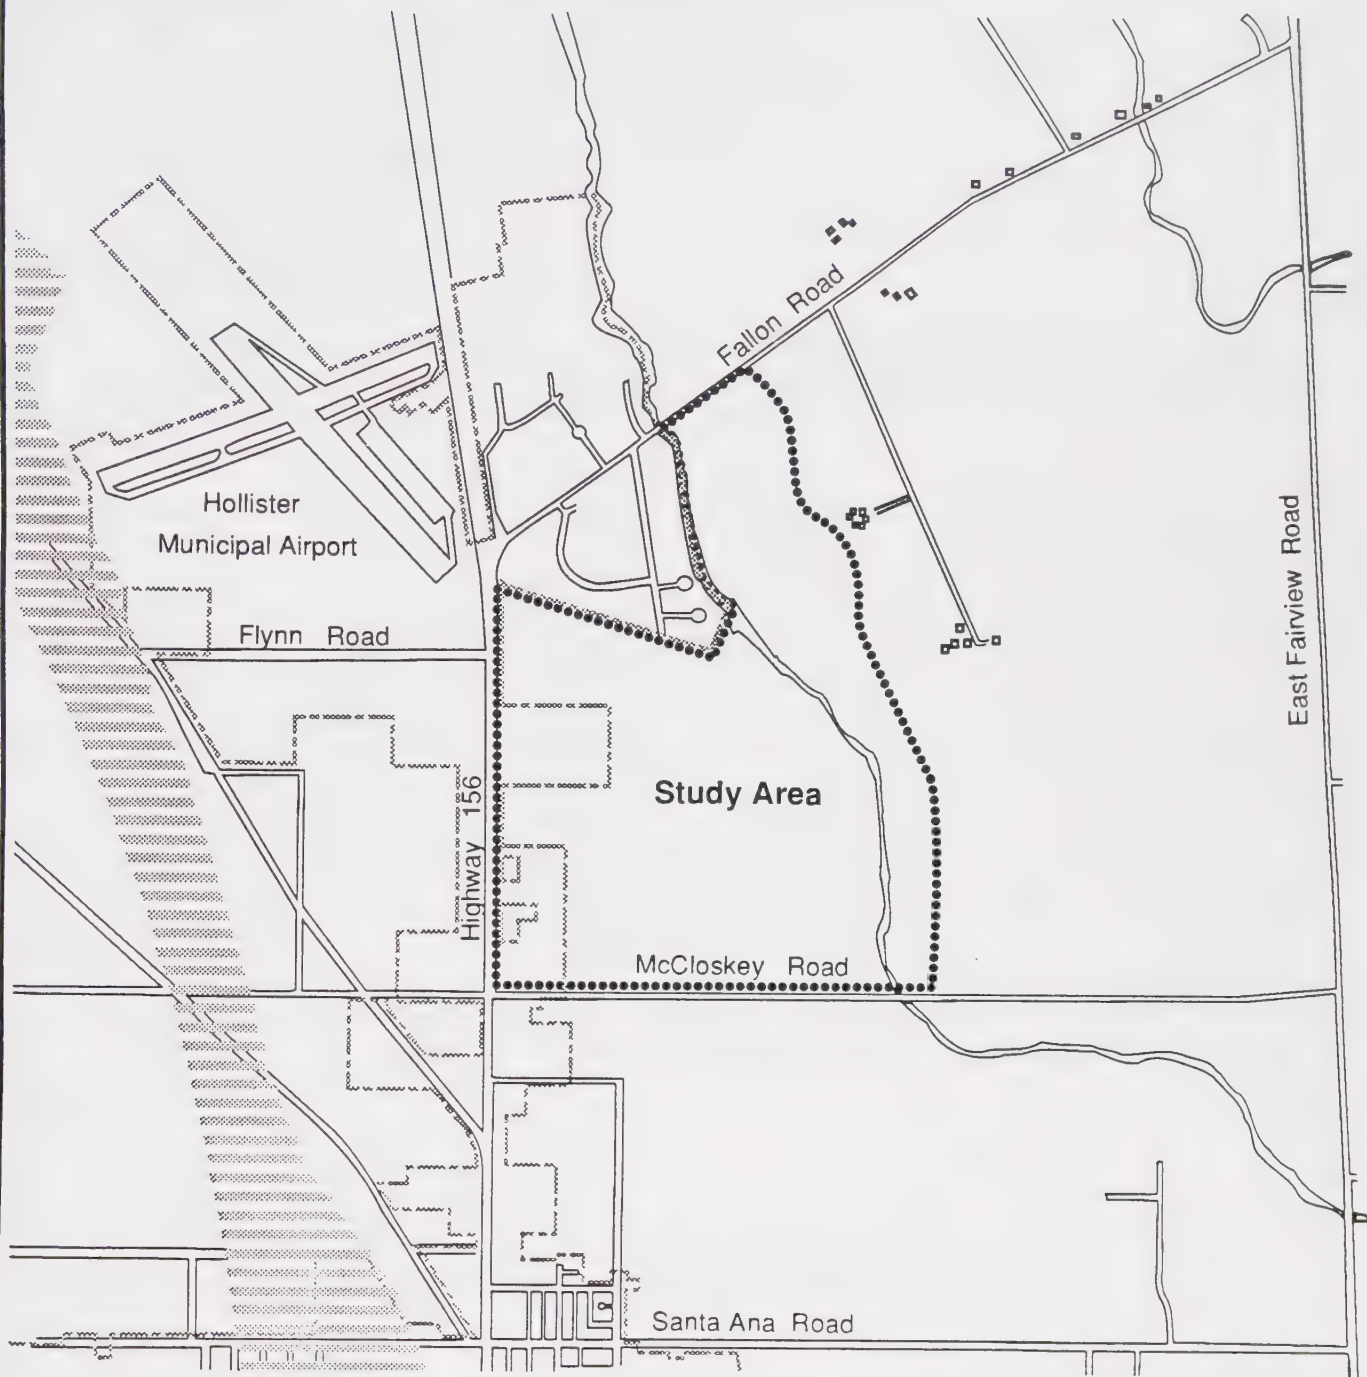 Fallon Road
Hollister
Municipal Airport
East Fairview Road
Flynn Road
Highway 156
Study Area
McCloskey Road
Santa Ana Road